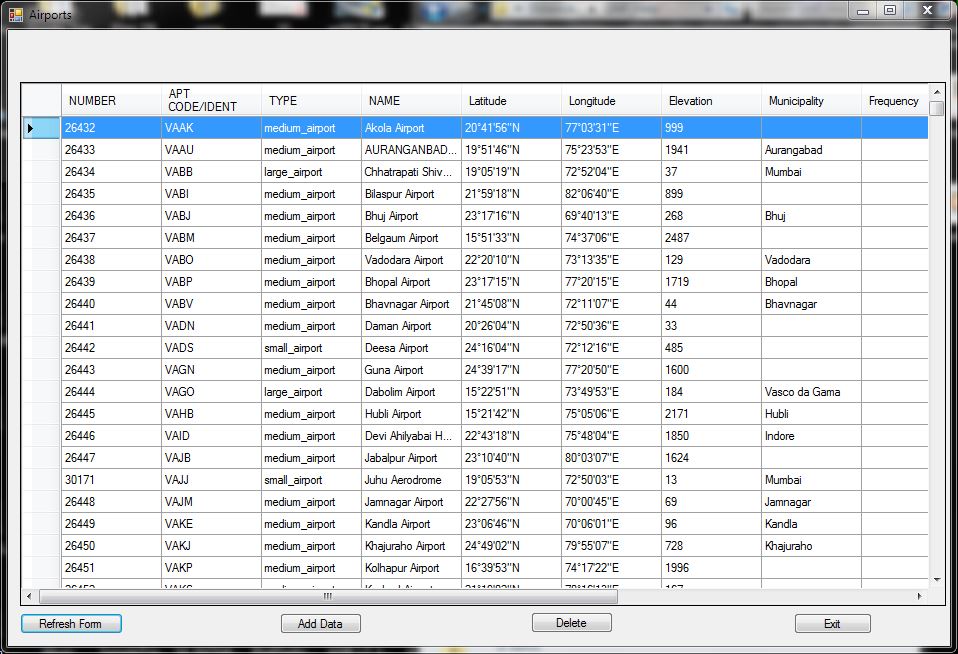 Airports
NUMBER APT CODE/IDENT TYPE NAME Latitude Longitude Elevation Municipality Frequency
26432 VAAK medium_airport Akola Airport 20°41'56"N 77°03'31"E 999
26433 VAAU medium_airport AURANGANBAD... 19°51'46"N 75°23'53"E 1941 Aurangabad
26434 VABB large_airport Chhatrapati Shiv... 19°05'19"N 72°52'04"E 37 Mumbai
26435 VABI medium_airport Bilaspur Airport 21°59'18"N 82°06'40"E 899
26436 VABJ medium_airport Bhuj Airport 23°17'16"N 69°40'13"E 268 Bhuj
26437 VABM medium_airport Belgaum Airport 15°51'33"N 74°37'06"E 2487
26438 VABO medium_airport Vadodara Airport 22°20'10"N 73°13'35"E 129 Vadodara
26439 VABP medium_airport Bhopal Airport 23°17'15"N 77°20'15"E 1719 Bhopal
26440 VABV medium_airport Bhavnagar Airport 21°45'08"N 72°11'07"E 44 Bhavnagar
26441 VADN medium_airport Daman Airport 20°26'04"N 72°50'36"E 33
26442 VADS small_airport Deesa Airport 24°16'04"N 72°12'16"E 485
26443 VAGN medium_airport Guna Airport 24°39'17"N 77°20'50"E 1600
26444 VAGO large_airport Dabolim Airport 15°22'51"N 73°49'53"E 184 Vasco da Gama
26445 VAHB medium_airport Hubli Airport 15°21'42"N 75°05'06"E 2171 Hubli
26446 VAID medium_airport Devi Ahilyabai H... 22°43'18"N 75°48'04"E 1850 Indore
26447 VAJB medium_airport Jabalpur Airport 23°10'40"N 80°03'07"E 1624
30171 VAJJ small_airport Juhu Aerodrome 19°05'53"N 72°50'03"E 13 Mumbai
26448 VAJM medium_airport Jamnagar Airport 22°27'56"N 70°00'45"E 69 Jamnagar
26449 VAKE medium_airport Kandla Airport 23°06'46"N 70°06'01"E 96 Kandla
26450 VAKJ medium_airport Khajuraho Airport 24°49'02"N 79°55'07"E 728 Khajuraho
26451 VAKP medium_airport Kolhapur Airport 16°39'53"N 74°17'22"E 1996
Refresh Form Add Data Delete Exit